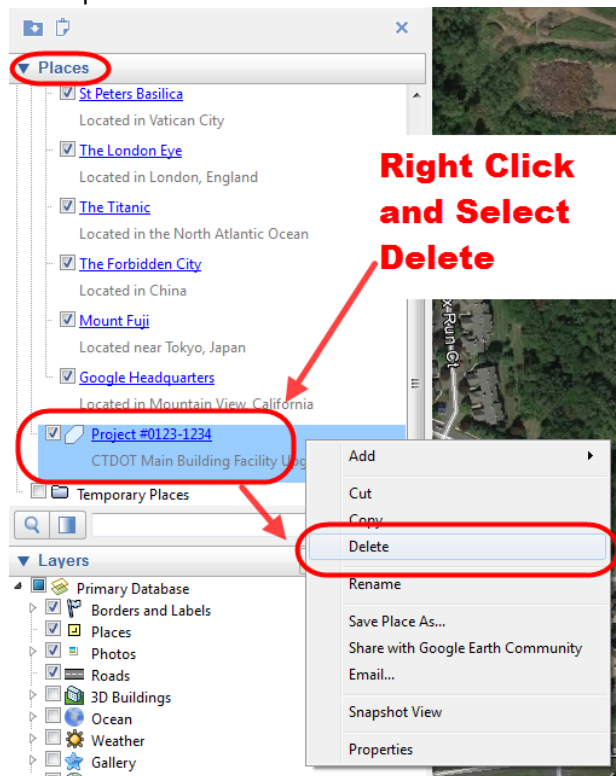 Places
St Peters Basilica
Located in Vatican City
The London Eye
Located in London, England
The Titanic
Located in the North Atlantic Ocean
The Forbidden City
Located in China
Mount Fuji
Located near Tokyo, Japan
Google Headquarters
Located in Mountain View, California
Project #0123-1234
CTDOT Main Building Facility
Temporary Places
Right Click
and Select
Delete
Add
Cut
Copy
Delete
Rename
Save Place As...
Share with Google Earth Community
Email...
Snapshot View
Properties
Layers
Primary Database
Borders and Labels
Places
Photos
Roads
3D Buildings
Ocean
Weather
Gallery
Run Ct